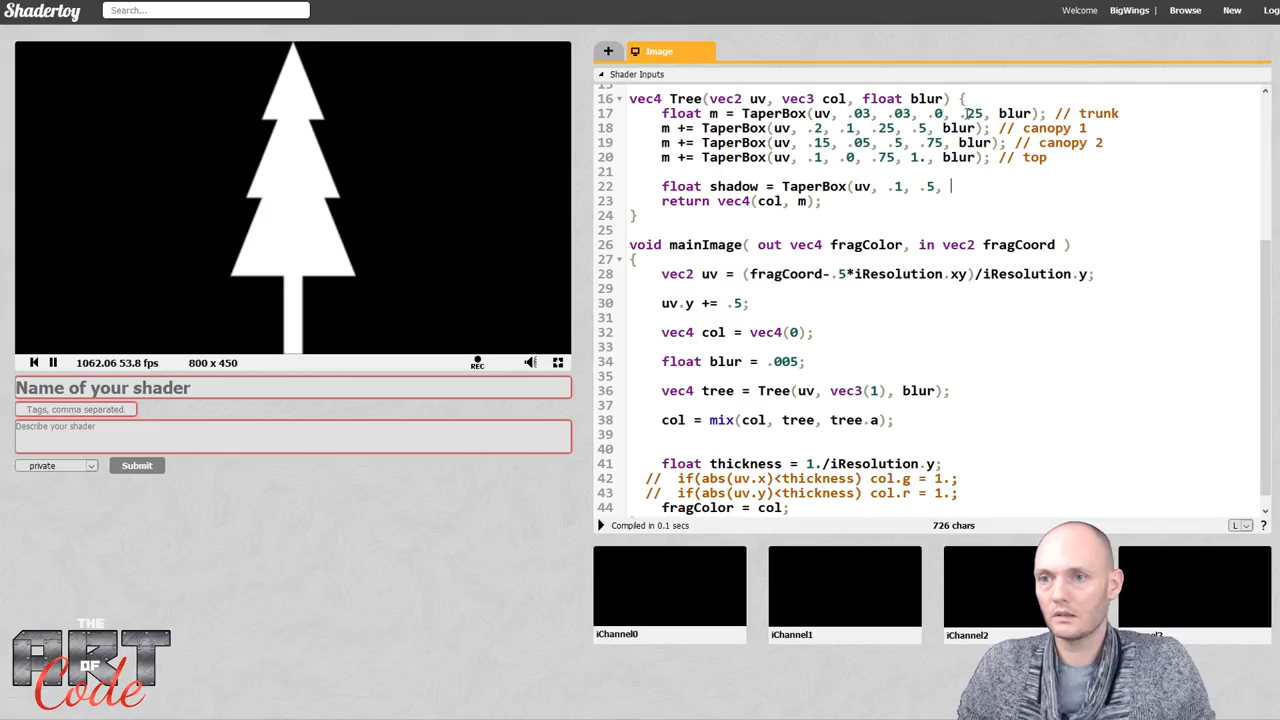 Shadertoy
Search...
Welcome BigWings | Browse New Log
+ Image
Shader Inputs
15
16 vec4 Tree(vec2 uv, vec3 col, float blur) {
17 float m = TaperBox(uv, .03, .03, .0, .25, blur); // trunk
18 m += TaperBox(uv, .2, .1, .25, .5, blur); // canopy 1
19 m += TaperBox(uv, .15, .05, .5, .75, blur); // canopy 2
20 m += TaperBox(uv, .1, .0, .75, 1., blur); // top
21
22 float shadow = TaperBox(uv, .1, .5,
23 return vec4(col, m);
24 }
25
26 void mainImage( out vec4 fragColor, in vec2 fragCoord )
27 {
28 vec2 uv = (fragCoord-.5*iResolution.xy)/iResolution.y;
29
30 uv.y += .5;
31
32 vec4 col = vec4(0);
33
34 float blur = .005;
35
36 vec4 tree = Tree(uv, vec3(1), blur);
37
38 col = mix(col, tree, tree.a);
39
40
41 float thickness = 1./iResolution.y;
42 // if(abs(uv.x)<thickness) col.g = 1.;
43 // if(abs(uv.y)<thickness) col.r = 1.;
44 fragColor = col;
Compiled in 0.1 secs 726 chars L ?
1062.06 53.8 fps 800 x 450 REC
Name of your shader
Tags, comma separated.
Describe your shader
private Submit
iChannel0 iChannel1 iChannel2
THE
ART
OF
Code